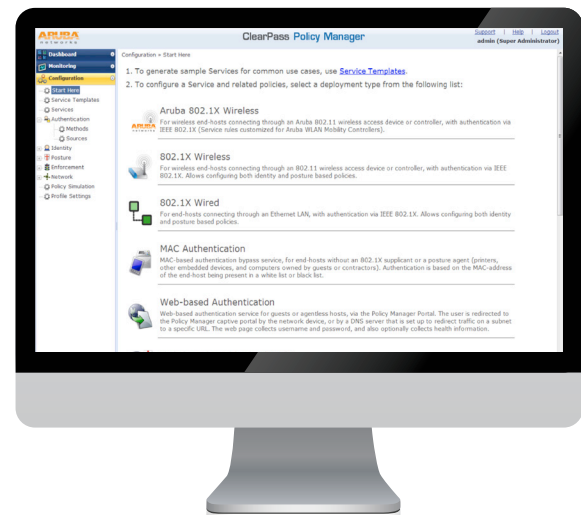 ARUBA
networks
ClearPass Policy Manager
Support | Help | Logout
admin (Super Administrator)
Dashboard
Monitoring
Configuration
Start Here
Service Templates
Services
Authentication
Methods
Sources
Identity
Posture
Enforcement
Network
Policy Simulation
Profile Settings
Configuration » Start Here
1. To generate sample Services for common use cases, use Service Templates.
2. To configure a Service and related policies, select a deployment type from the following list:
ARUBA
networks
Aruba 802.1X Wireless
For wireless end-hosts connecting through an Aruba 802.11 wireless access device or controller, with authentication via
IEEE 802.1X (Service rules customized for Aruba WLAN Mobility Controllers).
802.1X Wireless
For wireless end-hosts connecting through an 802.11 wireless access device or controller, with authentication via IEEE
802.1X. Allows configuring both identity and posture based policies.
802.1X Wired
For end-hosts connecting through an Ethernet LAN, with authentication via IEEE 802.1X. Allows configuring both identity
and posture based policies.
MAC Authentication
MAC-based authentication bypass service, for end-hosts without an 802.1X supplicant or a posture agent (printers,
other embedded devices, and computers owned by guests or contractors). Authentication is based on the MAC-address
of the end-host being present in a white list or black list.
Web-based Authentication
Web-based authentication service for guests or agentless hosts, via the Policy Manager Portal. The user is redirected to
the Policy Manager captive portal by the network device, or by a DNS server that is set up to redirect traffic on a subnet
to a specific URL. The web page collects username and password, and also optionally collects health information.